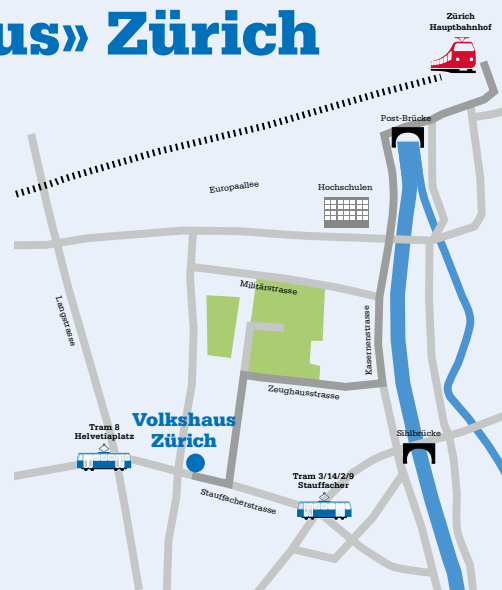 us» Zürich
Zürich
Hauptbahnhof
Post-Brücke
Europaallee
Hochschulen
Militärstrasse
Langstrasse
Kasernenstrasse
Zeughausstrasse
Volkshaus
Zürich
Tram 8
Helvetiaplatz
Sihlbrücke
Tram 3/14/2/9
Stauffacher
Stauffacherstrasse